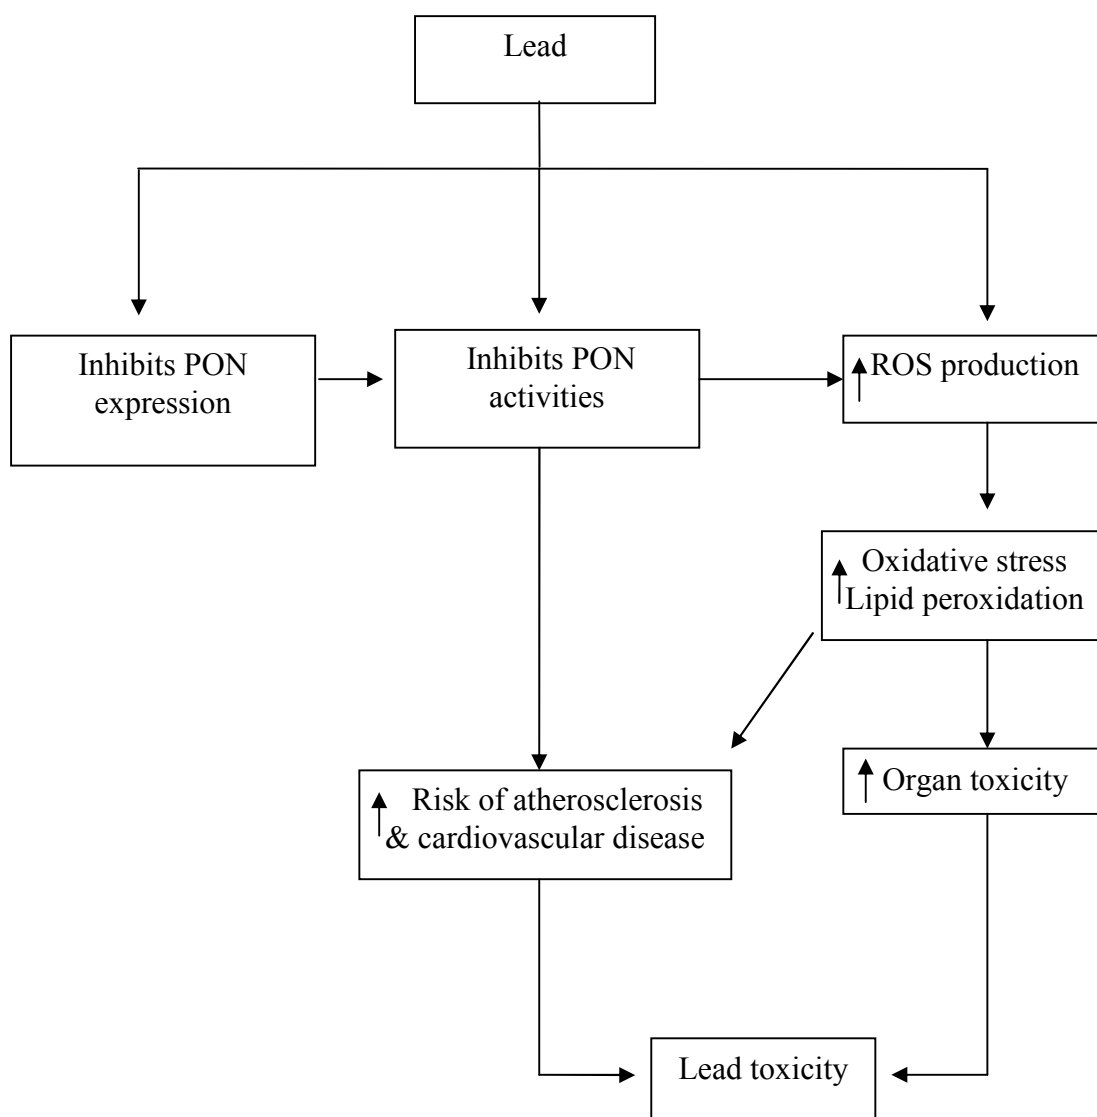 Lead
Inhibits PON
expression
Inhibits PON
activities
ROS production
Oxidative stress
Lipid peroxidation
Risk of atherosclerosis
& cardiovascular disease
Organ toxicity
Lead toxicity